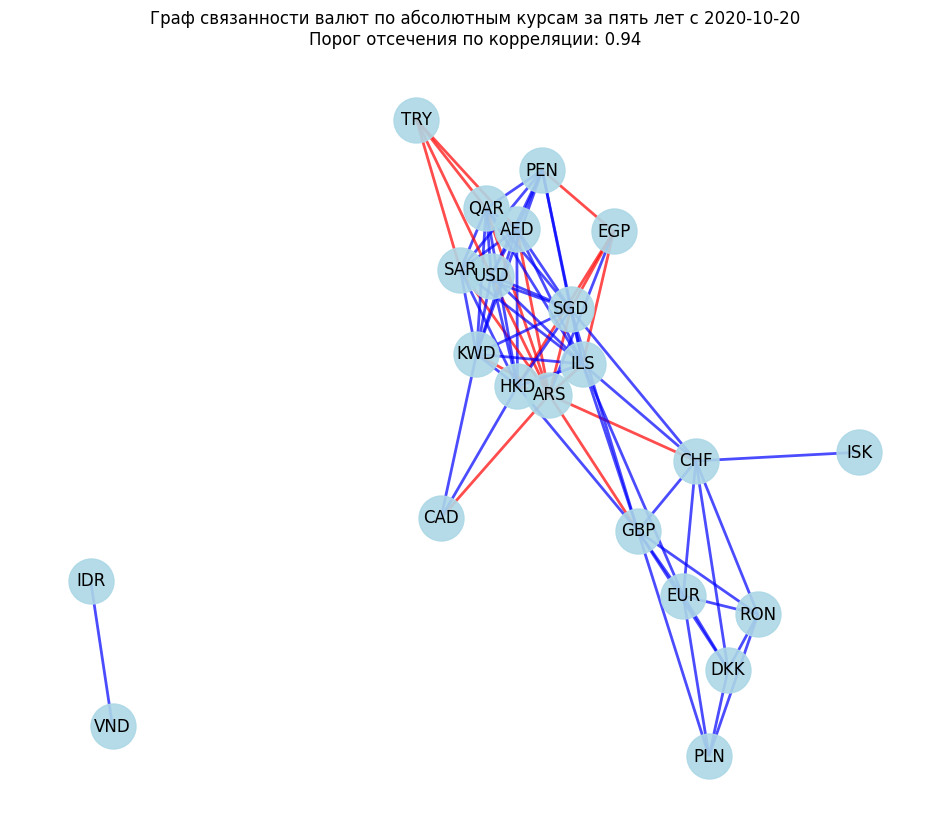 Граф связанности валют по абсолютным курсам за пять лет с 2020-10-20
Порог отсечения по корреляции: 0.94
TRY
PEN
QAR
AED
EGP
SAR
USD
SGD
KWD
ILS
HKD
ARS
CHF
ISK
CAD
GBP
IDR
EUR
RON
DKK
VND
PLN